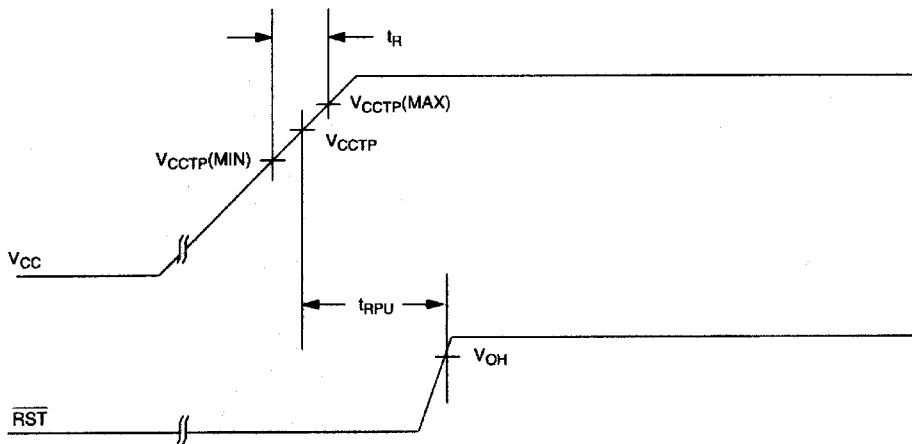 tR
VCCTP(MAX)
VCCTP
VCCTP(MIN)
VCC
tRPU
VOH
RST